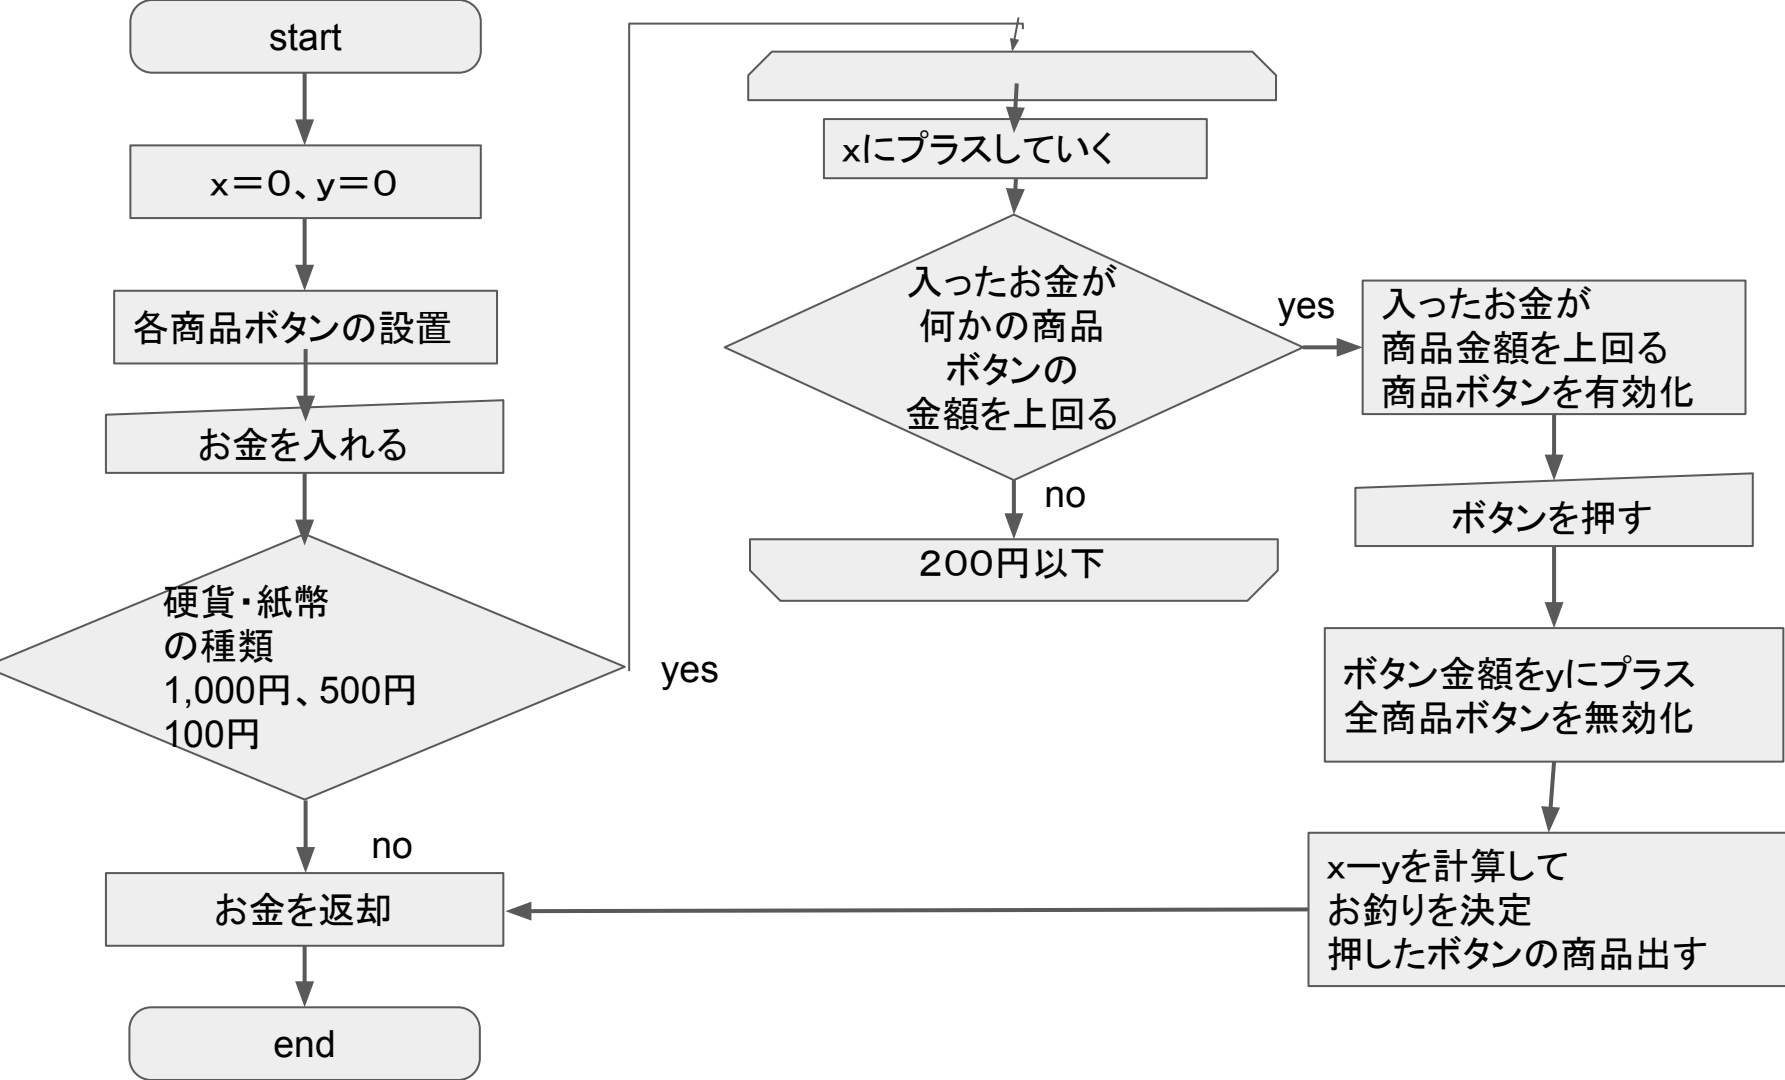 start
x＝0、y＝0
各商品ボタンの設置
お金を入れる
硬貨・紙幣
の種類
1,000円、500円
100円
yes
no
お金を返却
end
xにプラスしていく
入ったお金が
何かの商品
ボタンの
金額を上回る
yes
no
200円以下
入ったお金が
商品金額を上回る
商品ボタンを有効化
ボタンを押す
ボタン金額をyにプラス
全商品ボタンを無効化
x―yを計算して
お釣りを決定
押したボタンの商品出す